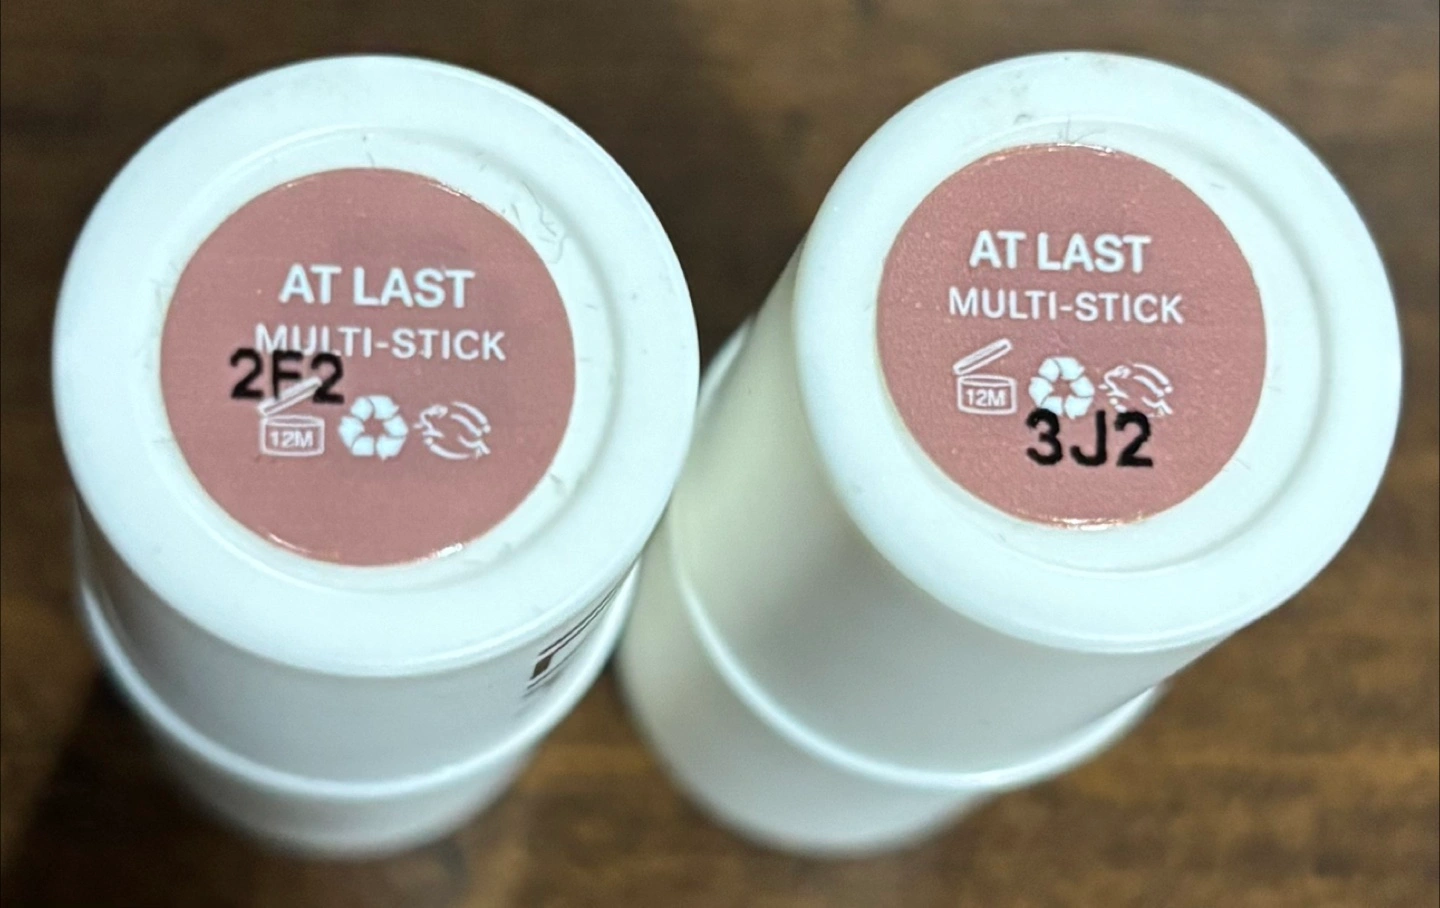 AT LAST
MULTI-STICK
2F2
12M
AT LAST
MULTI-STICK
12M
3J2